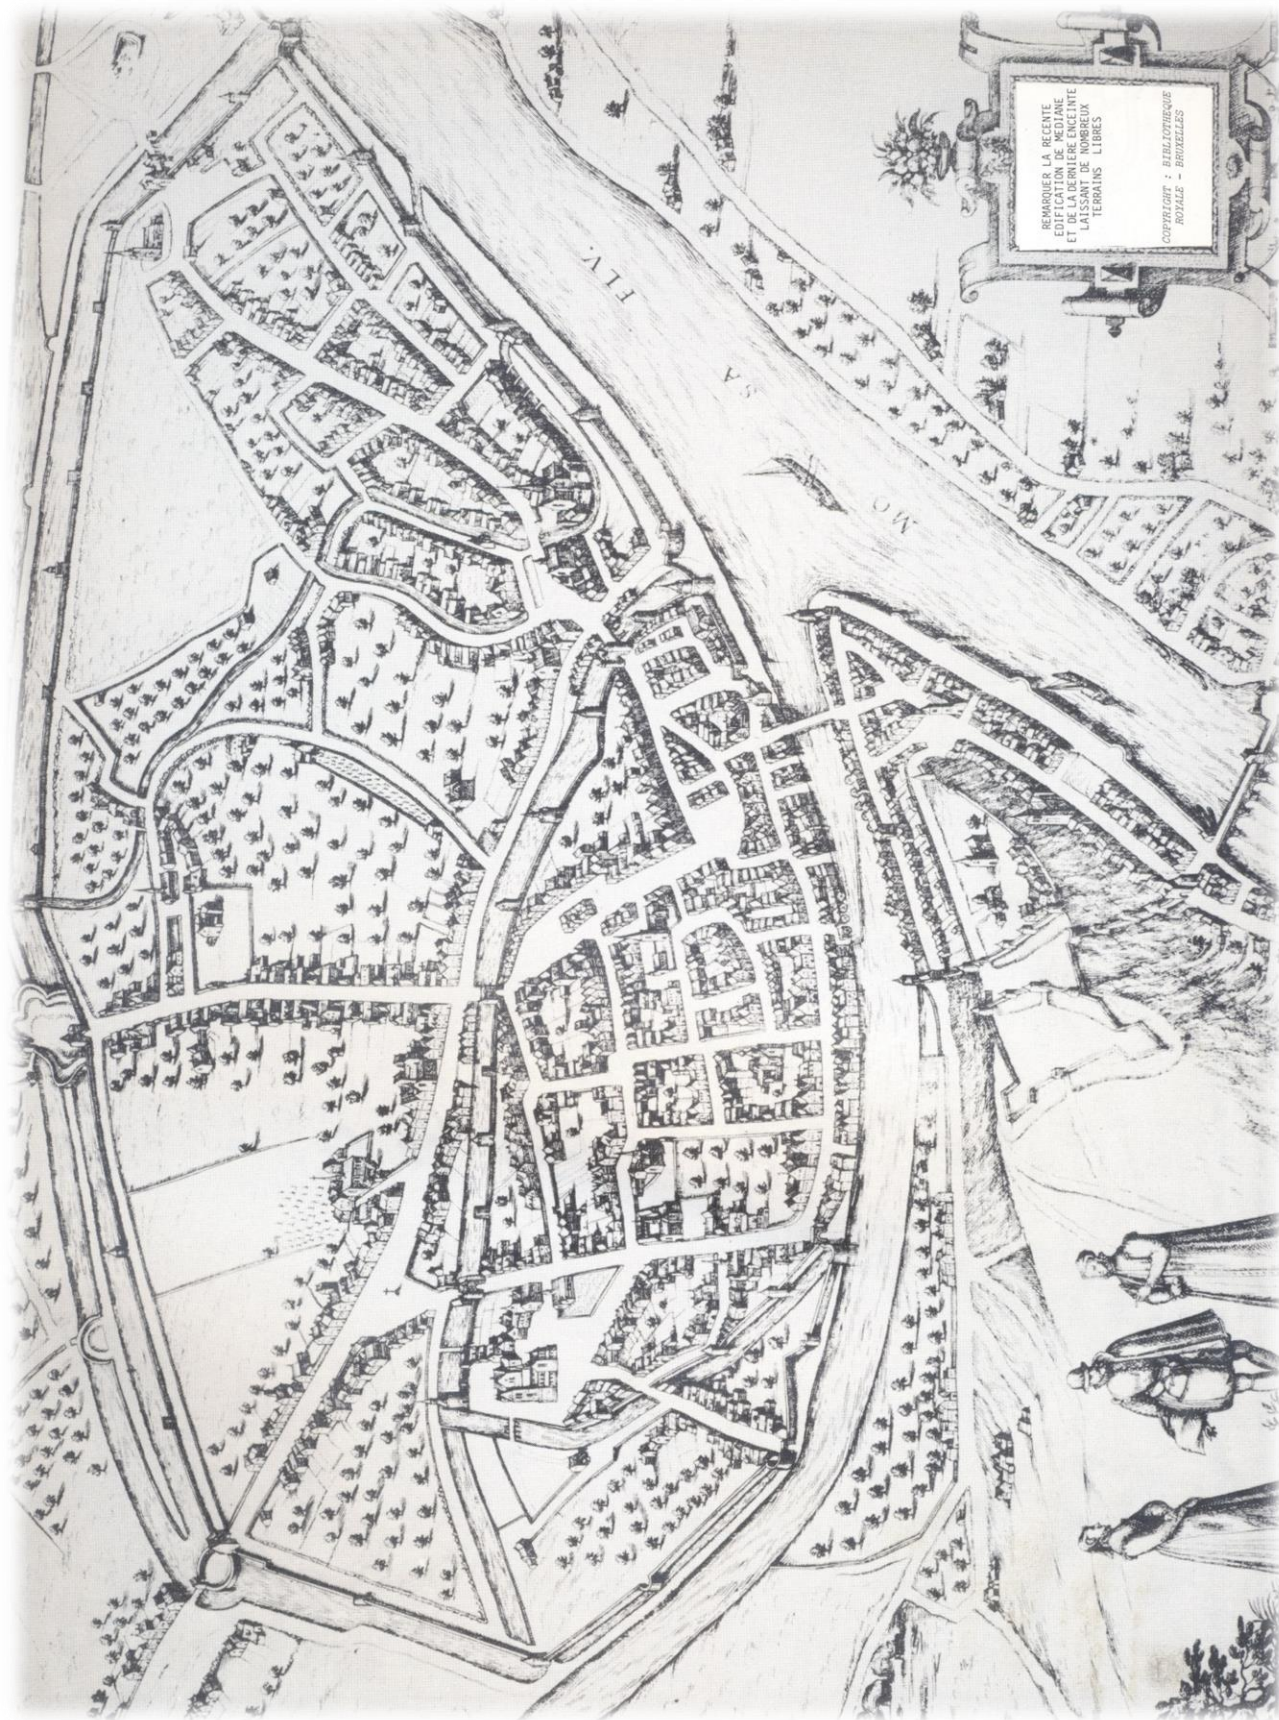 REMARQUER LA RECENTE
EDIFICATION DE MEDIANE
ET DE LA DERNIERE ENCEINTE
LAISSANT DE NOMBREUX
TERRAINS LIBRES
COPYRIGHT : BIBLIOTHEQUE
ROYALE - BRUXELLES
MO SA FLV.